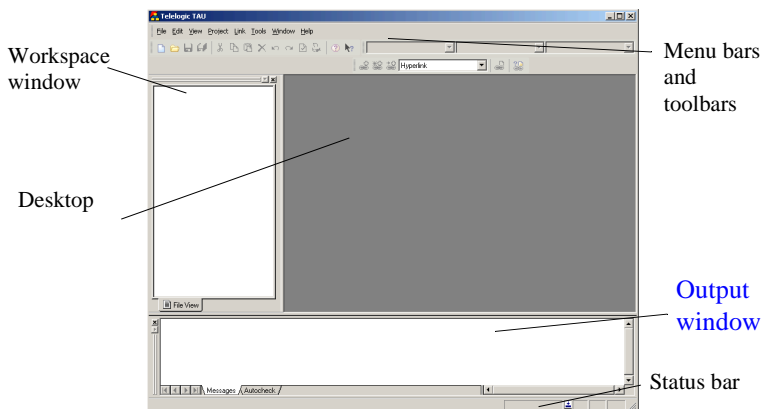 Telelogic TAU
File Edit View Project Link Tools Window Help
Hyperlink
Workspace
window
Menu bars
and
toolbars
Desktop
File View
Output
window
Messages Autocheck
Status bar